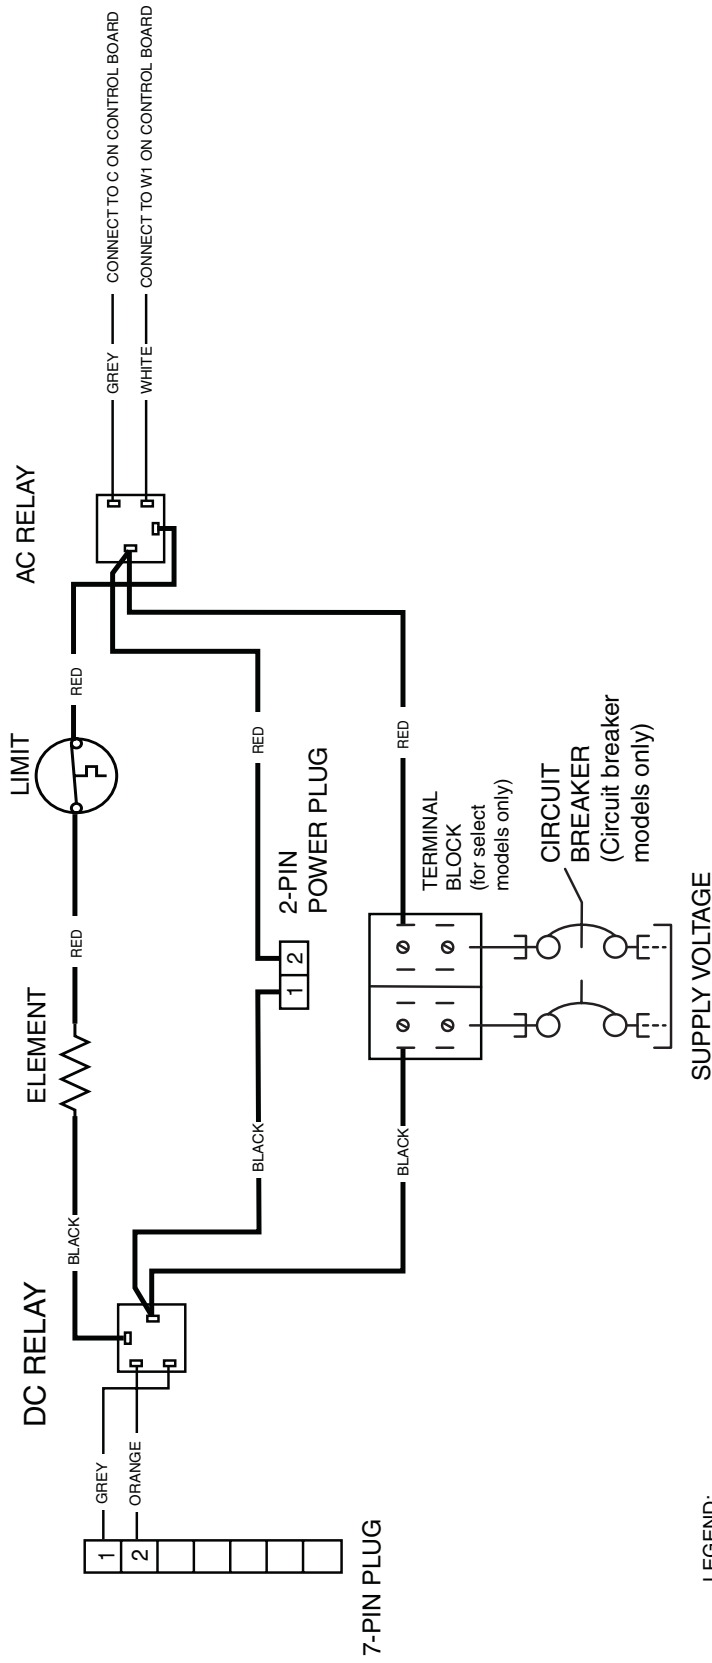 DC RELAY
ELEMENT
LIMIT
AC RELAY
BLACK
RED
RED
GREY
CONNECT TO C ON CONTROL BOARD
WHITE
CONNECT TO W1 ON CONTROL BOARD
GREY
ORANGE
1
2
7-PIN PLUG
BLACK
1
2
2-PIN
POWER PLUG
RED
BLACK
RED
TERMINAL
BLOCK
(for select
models only)
CIRCUIT
BREAKER
(Circuit breaker
models only)
SUPPLY VOLTAGE
LEGEND: